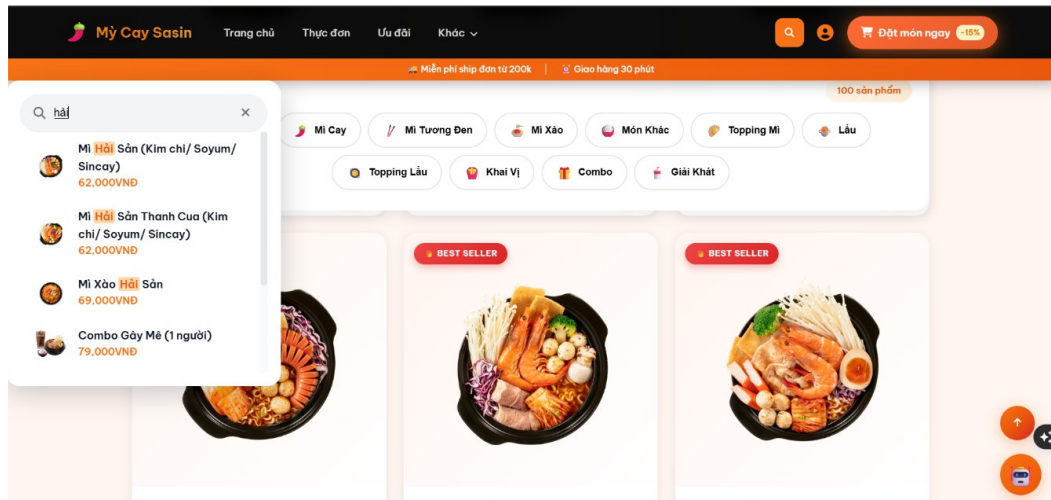 Mỳ Cay Sasin
Trang chủ
Thực đơn
Ưu đãi
Khác
Đặt món ngay -15%
Miễn phí ship đơn từ 200k | Giao hàng 30 phút
hải
Mì Hải Sản (Kim chi/ Soyum/
Sincay)
62,000VNĐ
Mì Hải Sản Thanh Cua (Kim
chi/ Soyum/ Sincay)
62,000VNĐ
Mì Xào Hải Sản
69,000VNĐ
Combo Gây Mê (1 người)
79,000VNĐ
100 sản phẩm
Mì Cay
Mì Tương Đen
Mì Xào
Món Khác
Topping Mì
Lẩu
Topping Lẩu
Khai Vị
Combo
Giải Khát
BEST SELLER
BEST SELLER